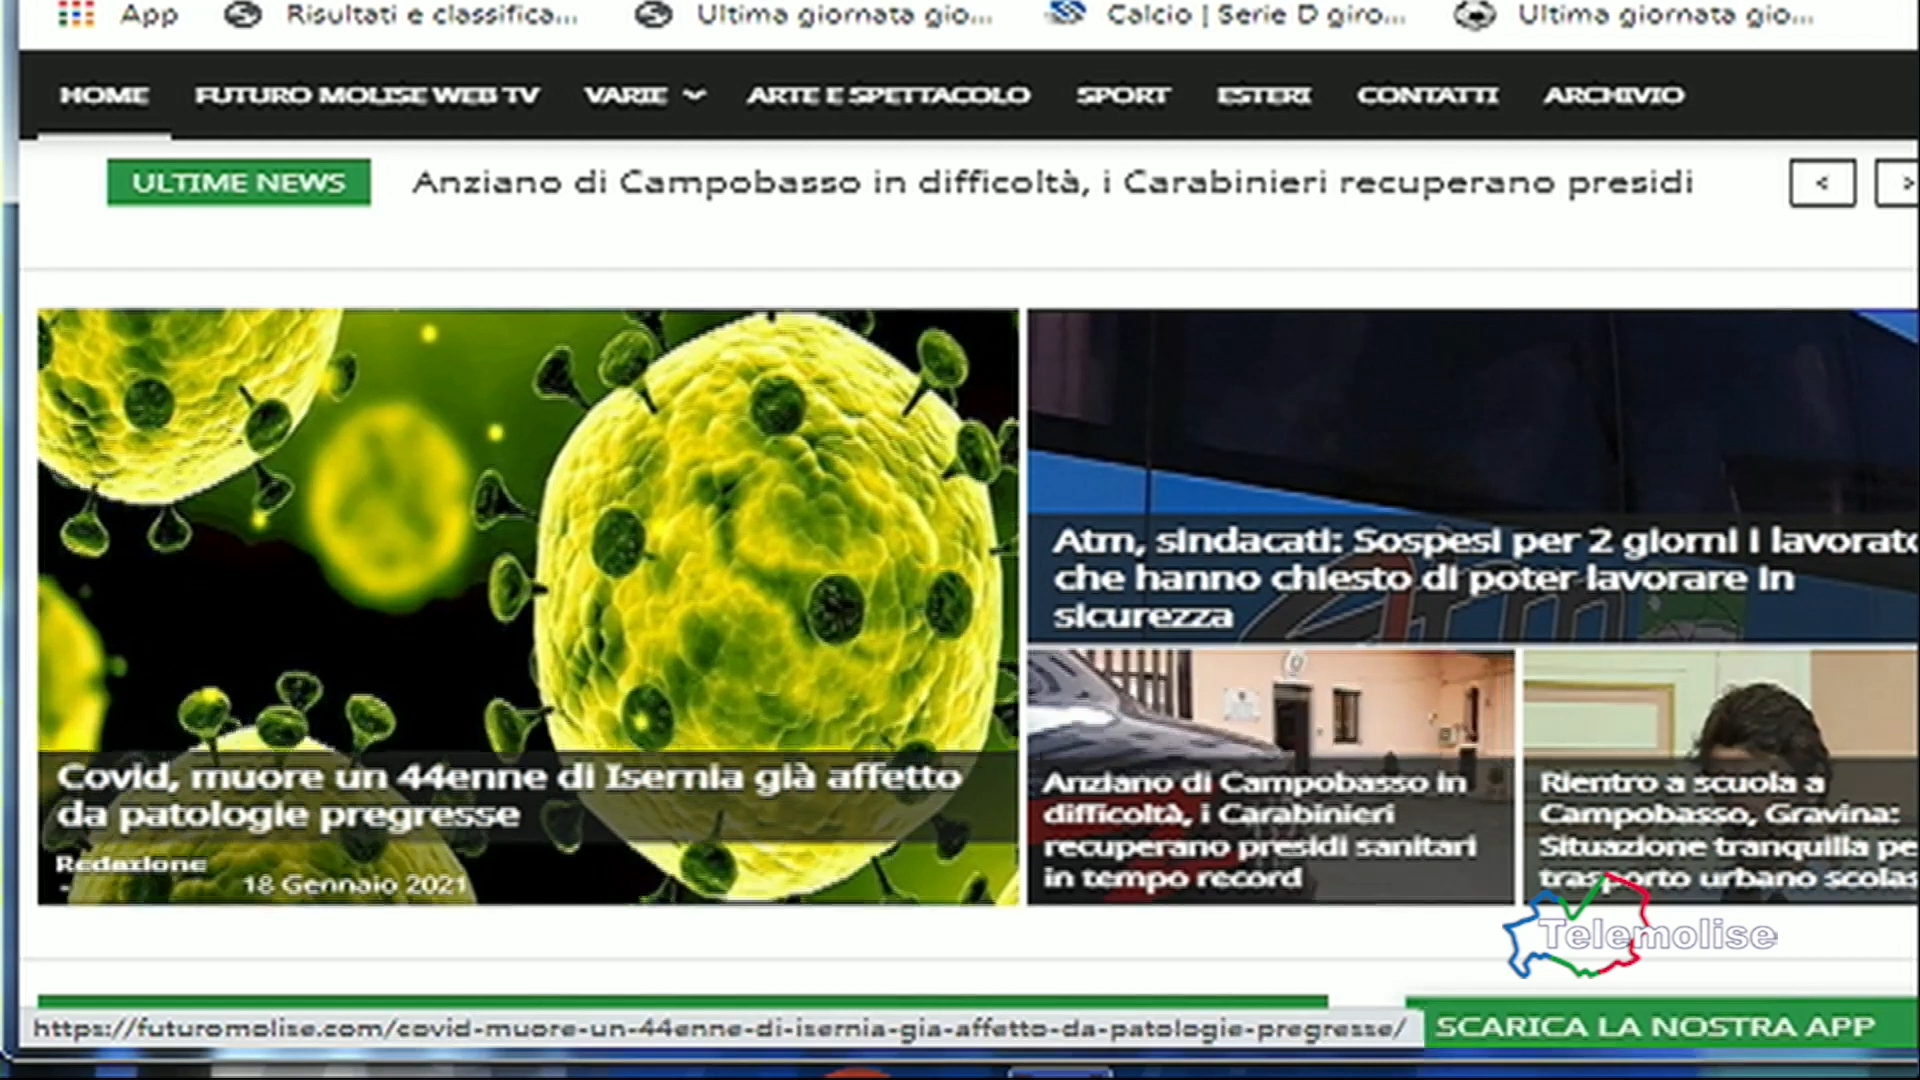 App Risultati e classifica... Ultima giornata gio... Calcio | Serie D giro... Ultima giornata gio...
HOME FUTURO MOLISE WEB TV VARIE ARTE E SPETTACOLO SPORT ESTERI CONTATTI ARCHIVIO
ULTIME NEWS Anziano di Campobasso in difficoltà, i Carabinieri recuperano presidi < >
Covid, muore un 44enne di Isernia già affetto
da patologie pregresse
Redazione
- 18 Gennaio 2021
Atm, sindacati: Sospesi per 2 giorni i lavorato
che hanno chiesto di poter lavorare in
sicurezza
atm
Anziano di Campobasso in
difficoltà, i Carabinieri
recuperano presidi sanitari
in tempo record
Rientro a scuola a
Campobasso, Gravina:
Situazione tranquilla pe
trasporto urbano scolas
Telemolise
https://futuromolise.com/covid-muore-un-44enne-di-isernia-gia-affetto-da-patologie-pregresse/
SCARICA LA NOSTRA APP